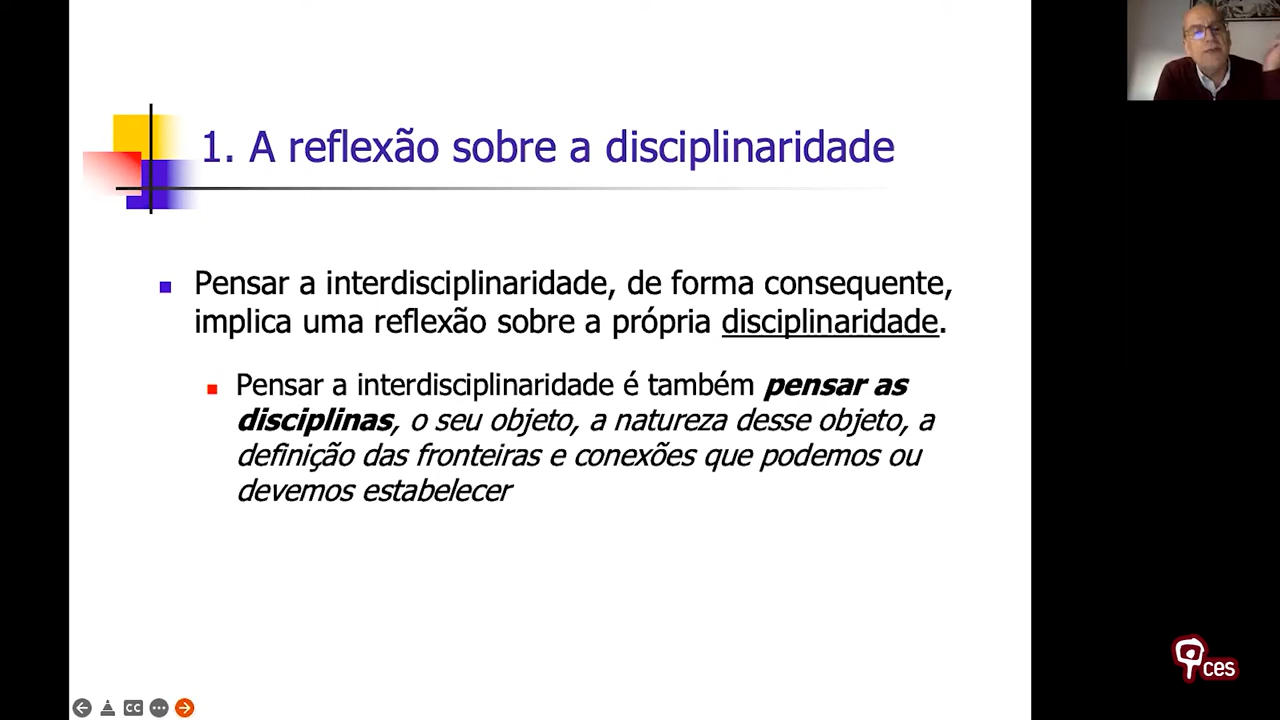 1. A reflexão sobre a disciplinaridade
Pensar a interdisciplinaridade, de forma consequente,
implica uma reflexão sobre a própria disciplinaridade.
Pensar a interdisciplinaridade é também pensar as
disciplinas, o seu objeto, a natureza desse objeto, a
definição das fronteiras e conexões que podemos ou
devemos estabelecer
CC
ces